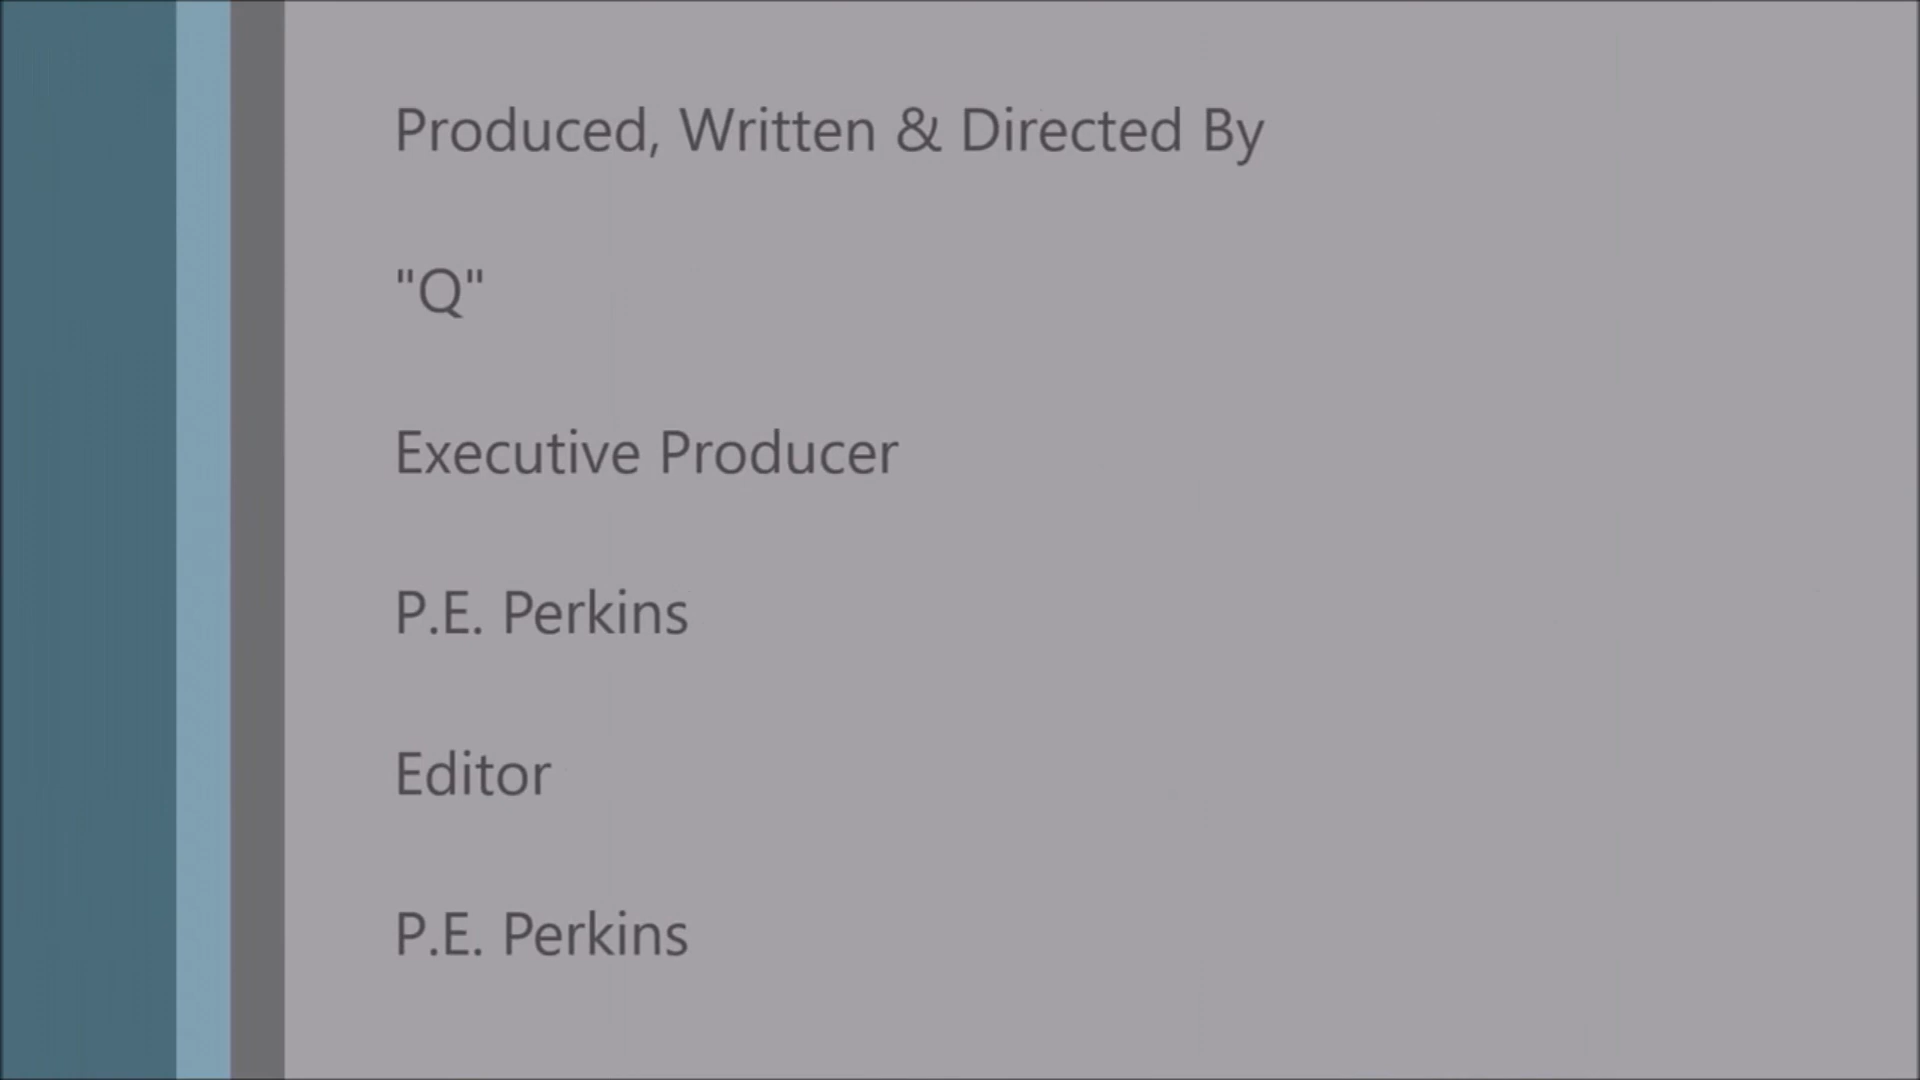 Produced, Written & Directed By
"Q"
Executive Producer
P.E. Perkins
Editor
P.E. Perkins